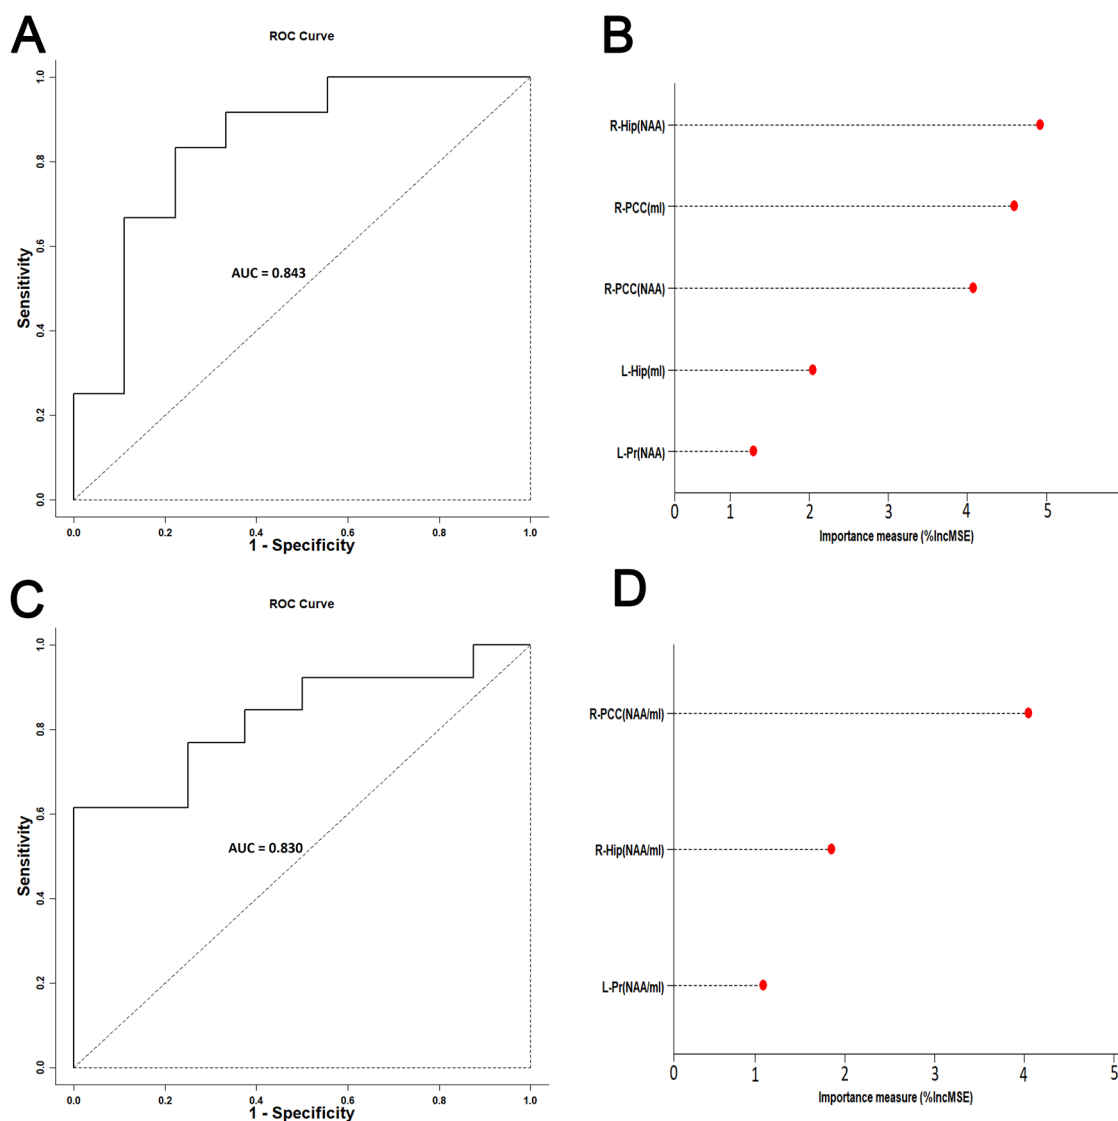 A
ROC Curve
1.0
0.8
0.6
0.4
0.2
0.0
Sensitivity
AUC = 0.843
0.0 0.2 0.4 0.6 0.8 1.0
1 - Specificity
B
R-Hip(NAA)
R-PCC(ml)
R-PCC(NAA)
L-Hip(ml)
L-Pr(NAA)
0 1 2 3 4 5
Importance measure (%IncMSE)
C
ROC Curve
1.0
0.8
0.6
0.4
0.2
0.0
Sensitivity
AUC = 0.830
0.0 0.2 0.4 0.6 0.8 1.0
1 - Specificity
D
R-PCC(NAA/ml)
R-Hip(NAA/ml)
L-Pr(NAA/ml)
0 1 2 3 4 5
Importance measure (%IncMSE)